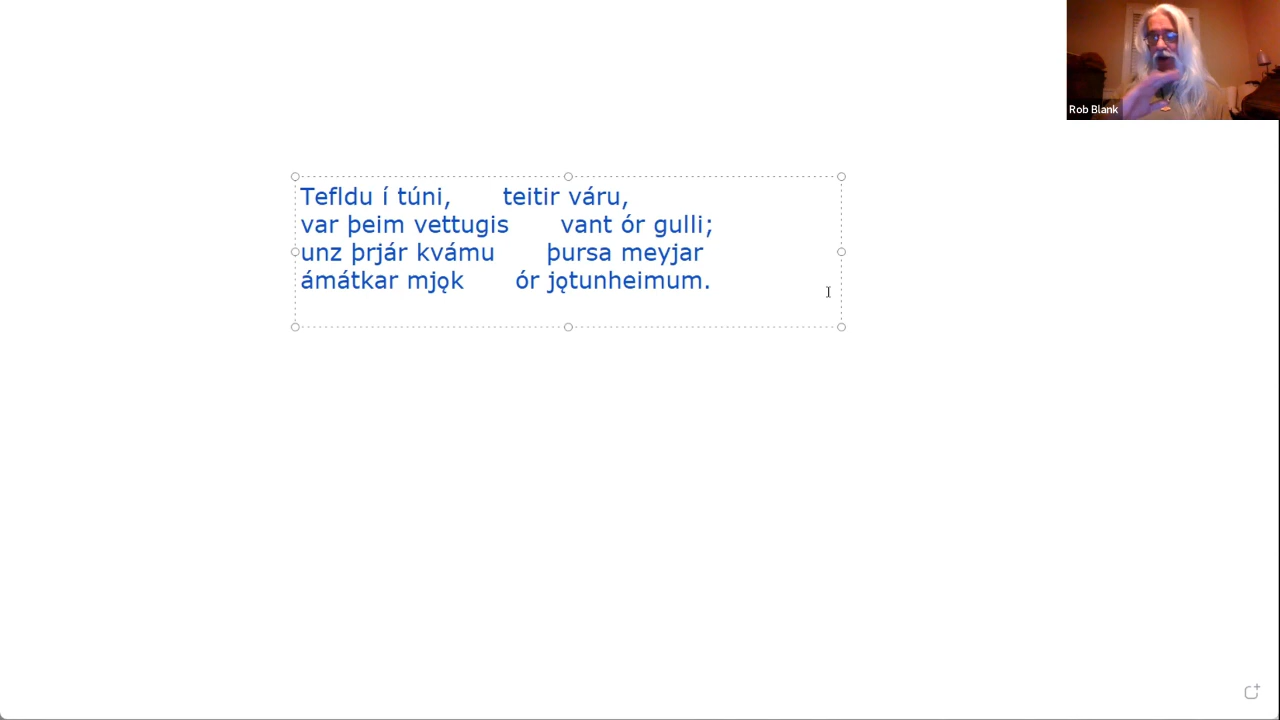 Rob Blank
Tefldu í túni, teitir váru,
var þeim vettugis vant ór gulli;
unz þrjár kvámu þursa meyjar
ámátkar mjǫk ór jǫtunheimum.